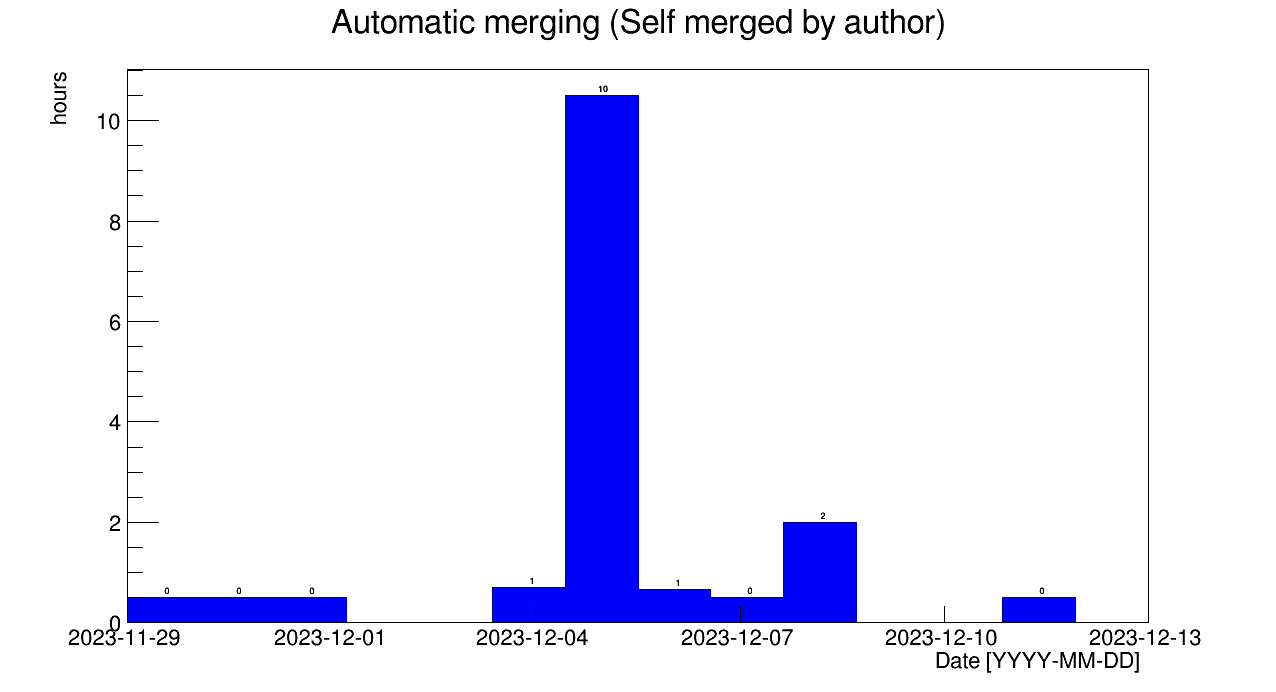 Automatic merging (Self merged by author)
hours
10
8
6
4
2
0
0 0 0 1 10 1 0 2 0
2023-11-29 2023-12-01 2023-12-04 2023-12-07 2023-12-10 2023-12-13
Date [YYYY-MM-DD]